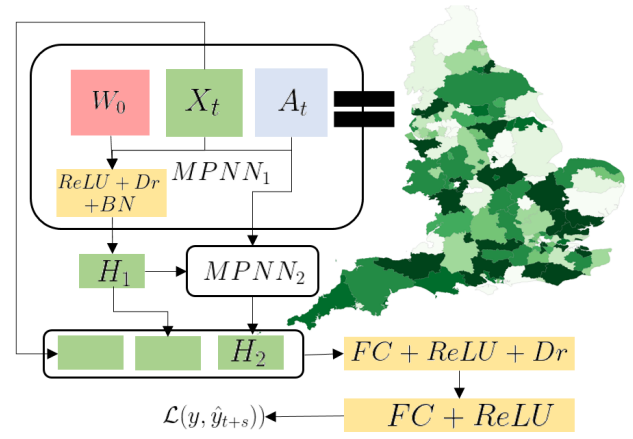 W₀
Xₜ
Aₜ
ReLU + Dr
+BN
MPNN₁
H₁
MPNN₂
H₂
FC + ReLU + Dr
FC + ReLU
ℒ(y, ŷₜ₊ₛ))